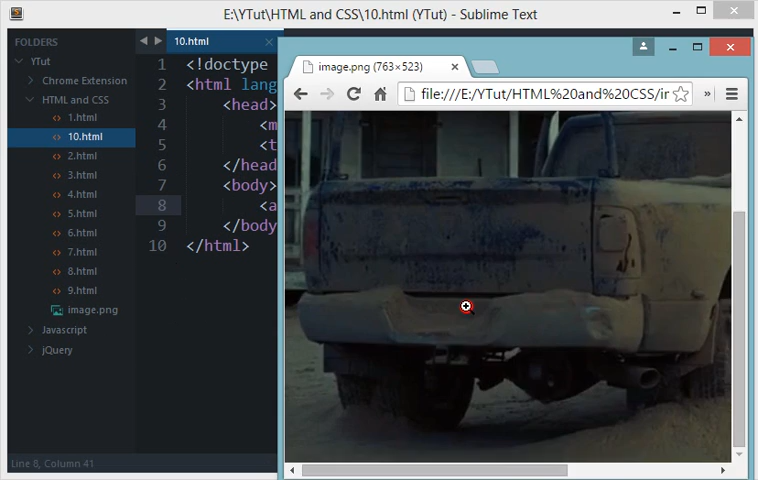 E:\YTut\HTML and CSS\10.html (YTut) - Sublime Text
FOLDERS
YTut
Chrome Extension
HTML and CSS
1.html
10.html
2.html
3.html
4.html
5.html
6.html
7.html
8.html
9.html
image.png
Javascript
jQuery
10.html
1 <!doctype
2 <html lang
3 <head>
4 <m
5 <t
6 </head
7 <body>
8 <a
9 </body
10 </html>
Line 8, Column 41
image.png (763×523)
file:///E:/YTut/HTML%20and%20CSS/im
»